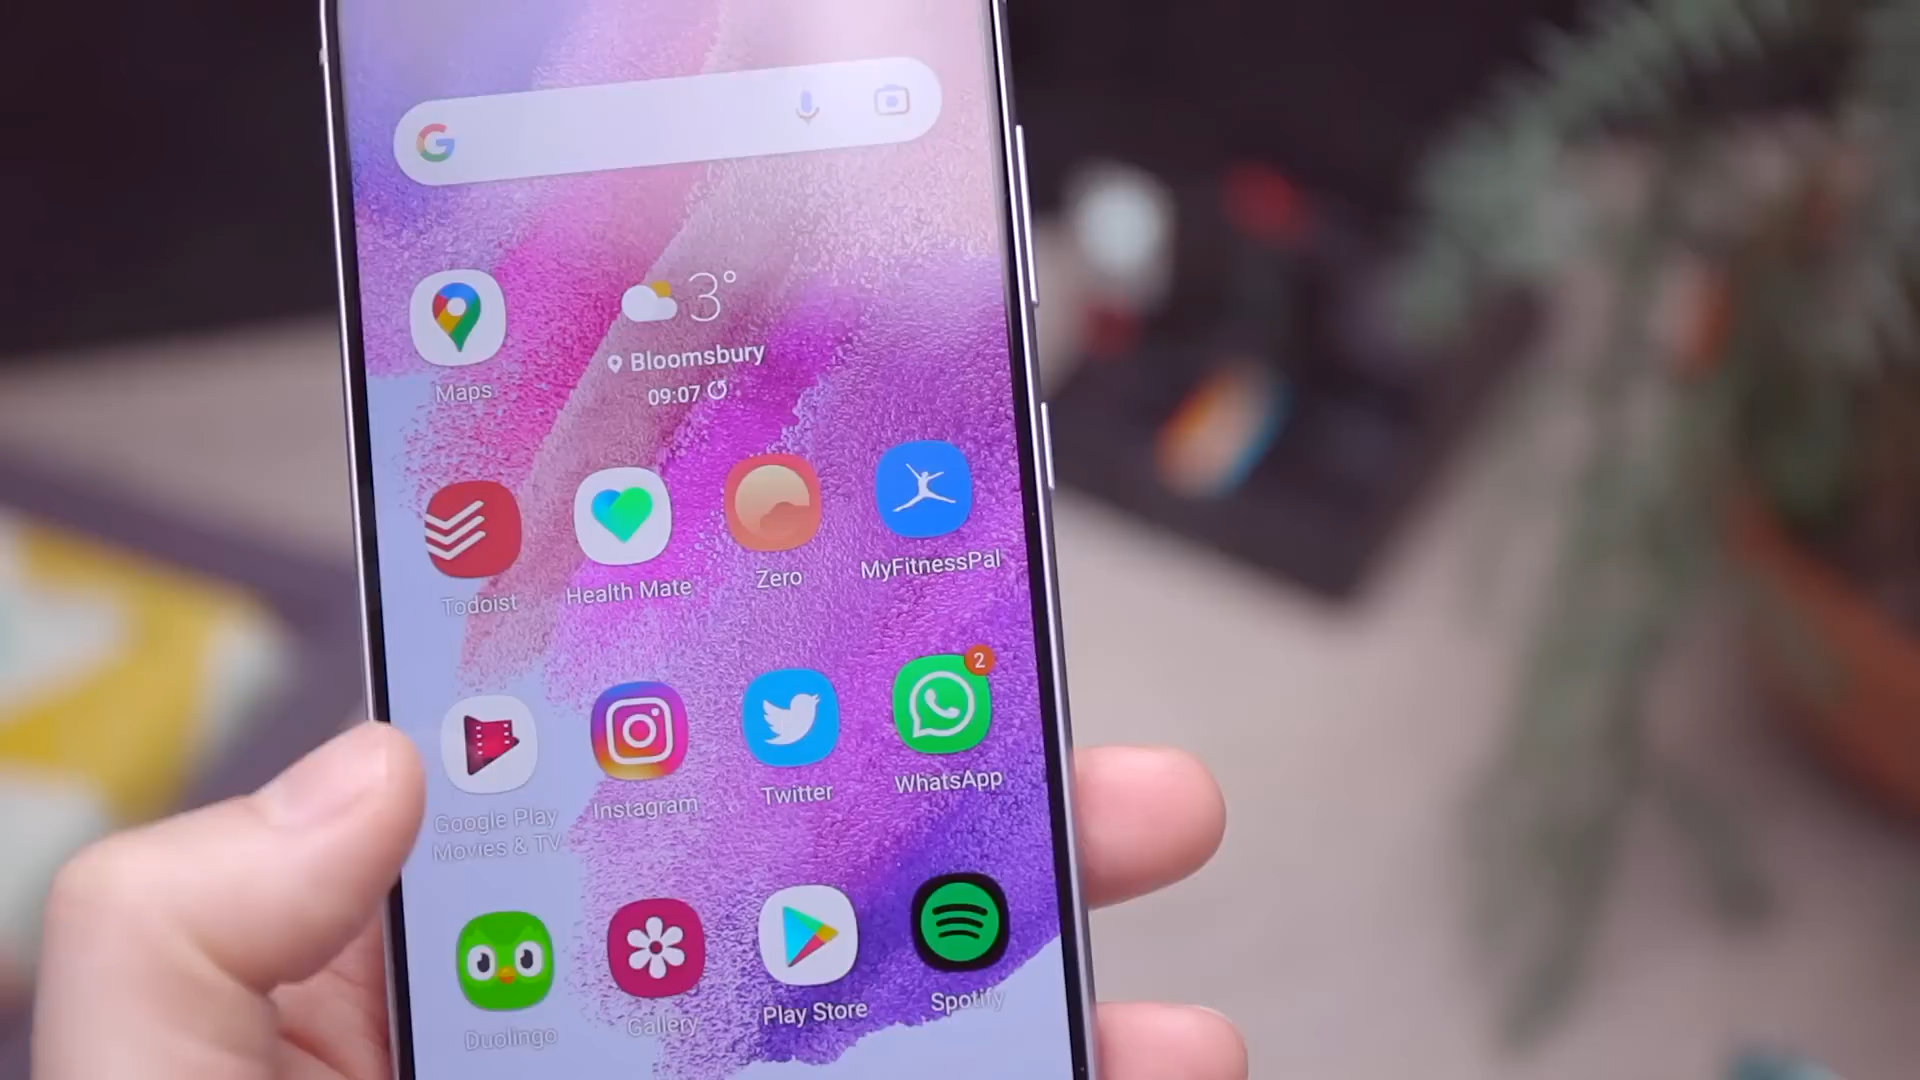 G
3°
Bloomsbury
09:07
Maps
Todoist
Health Mate
Zero
MyFitnessPal
2
Google Play
Movies & TV
Instagram
Twitter
WhatsApp
Duolingo
Gallery
Play Store
Spotify